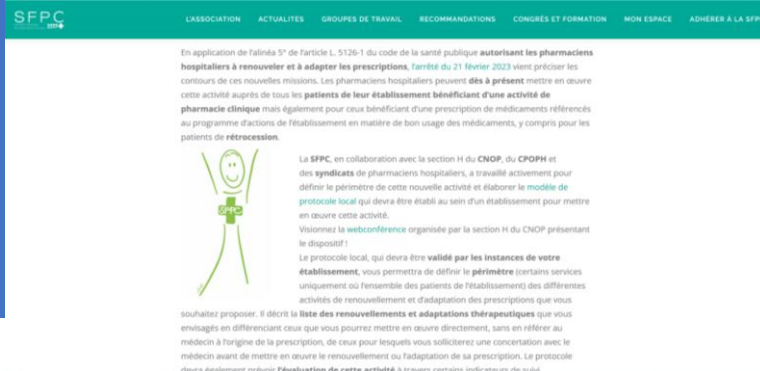 SFPC
L'ASSOCIATION ACTUALITÉS GROUPES DE TRAVAIL RECOMMANDATIONS CONGRÈS ET FORMATION MON ESPACE ADHÉRER À LA SFP
En application de l'alinéa 5° de l'article L. 5126-1 du code de la santé publique autorisant les pharmaciens
hospitaliers à renouveler et à adapter les prescriptions, l'arrêté du 21 février 2023 vient préciser les
contours de ces nouvelles missions. Les pharmaciens hospitaliers peuvent dès à présent mettre en œuvre
cette activité auprès de tous les patients de leur établissement bénéficiant d'une activité de
pharmacie clinique mais également pour ceux bénéficiant d'une prescription de médicaments référencés
au programme d'actions de l'établissement en matière de bon usage des médicaments, y compris pour les
patients de rétrocession.
La SFPC, en collaboration avec la section H du CNOP, du CPOPH et
des syndicats de pharmaciens hospitaliers, a travaillé activement pour
définir le périmètre de cette nouvelle activité et élaborer le modèle de
protocole local qui devra être établi au sein d'un établissement pour mettre
en œuvre cette activité.
Visionnez la webconférence organisée par la section H du CNOP présentant
le dispositif !
Le protocole local, qui devra être validé par les instances de votre
établissement, vous permettra de définir le périmètre (certains services
uniquement où l'ensemble des patients de l'établissement) des différentes
activités de renouvellement et d'adaptation des prescriptions que vous
souhaitez proposer. Il décrit la liste des renouvellements et adaptations thérapeutiques que vous
envisagés en différenciant ceux que vous pourrez mettre en œuvre directement, sans en référer au
médecin à l'origine de la prescription, de ceux pour lesquels vous solliciterez une concertation avec le
médecin avant de mettre en œuvre le renouvellement ou l'adaptation de sa prescription. Le protocole
devra également prévoir l'évaluation de cette activité à travers certains indicateurs de suivi
SFPC